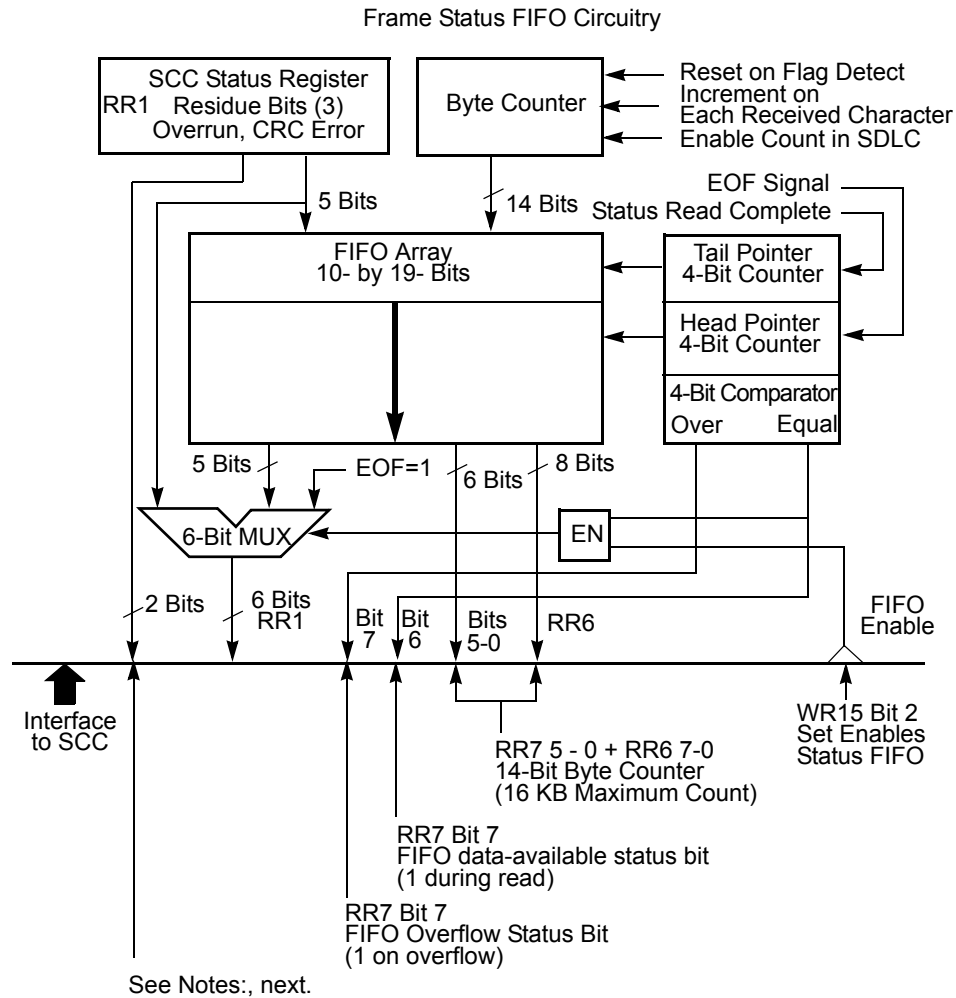 Frame Status FIFO Circuitry
SCC Status Register
RR1
Residue Bits (3)
Overrun, CRC Error
Byte Counter
Reset on Flag Detect
Increment on
Each Received Character
Enable Count in SDLC
5 Bits
14 Bits
EOF Signal
Status Read Complete
FIFO Array
10- by 19- Bits
Tail Pointer
4-Bit Counter
Head Pointer
4-Bit Counter
4-Bit Comparator
Over
Equal
5 Bits
EOF=1
6 Bits
8 Bits
6-Bit MUX
EN
2 Bits
6 Bits
RR1
Bit
7
Bit
6
Bits
5-0
RR6
FIFO
Enable
Interface
to SCC
WR15 Bit 2
Set Enables
Status FIFO
RR7 5 - 0 + RR6 7-0
14-Bit Byte Counter
(16 KB Maximum Count)
RR7 Bit 7
FIFO data-available status bit
(1 during read)
RR7 Bit 7
FIFO Overflow Status Bit
(1 on overflow)
See Notes:, next.